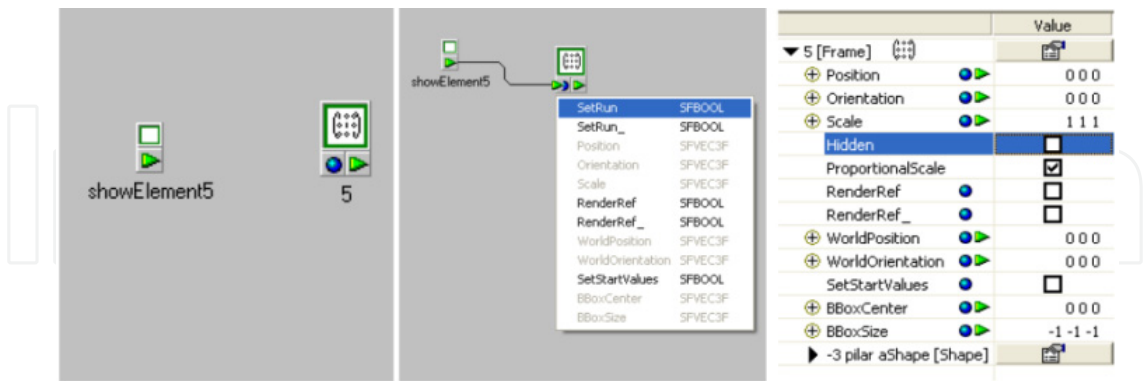 showElement5
5
showElement5
SetRun SFBOOL
SetRun_ SFBOOL
Position SFVEC3F
Orientation SFVEC3F
Scale SFVEC3F
RenderRef SFBOOL
RenderRef_ SFBOOL
WorldPosition SFVEC3F
WorldOrientation SFVEC3F
SetStartValues SFBOOL
BBoxCenter SFVEC3F
BBoxSize SFVEC3F
Value
5 [Frame]
Position 0 0 0
Orientation 0 0 0
Scale 1 1 1
Hidden
ProportionalScale
RenderRef
RenderRef_
WorldPosition 0 0 0
WorldOrientation 0 0 0
SetStartValues
BBoxCenter 0 0 0
BBoxSize -1 -1 -1
-3 pilar aShape [Shape]